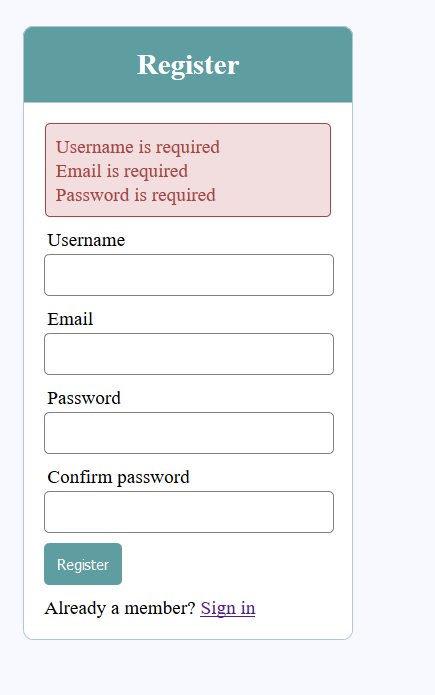 Register
Username is required
Email is required
Password is required
Username
Email
Password
Confirm password
Register
Already a member? Sign in